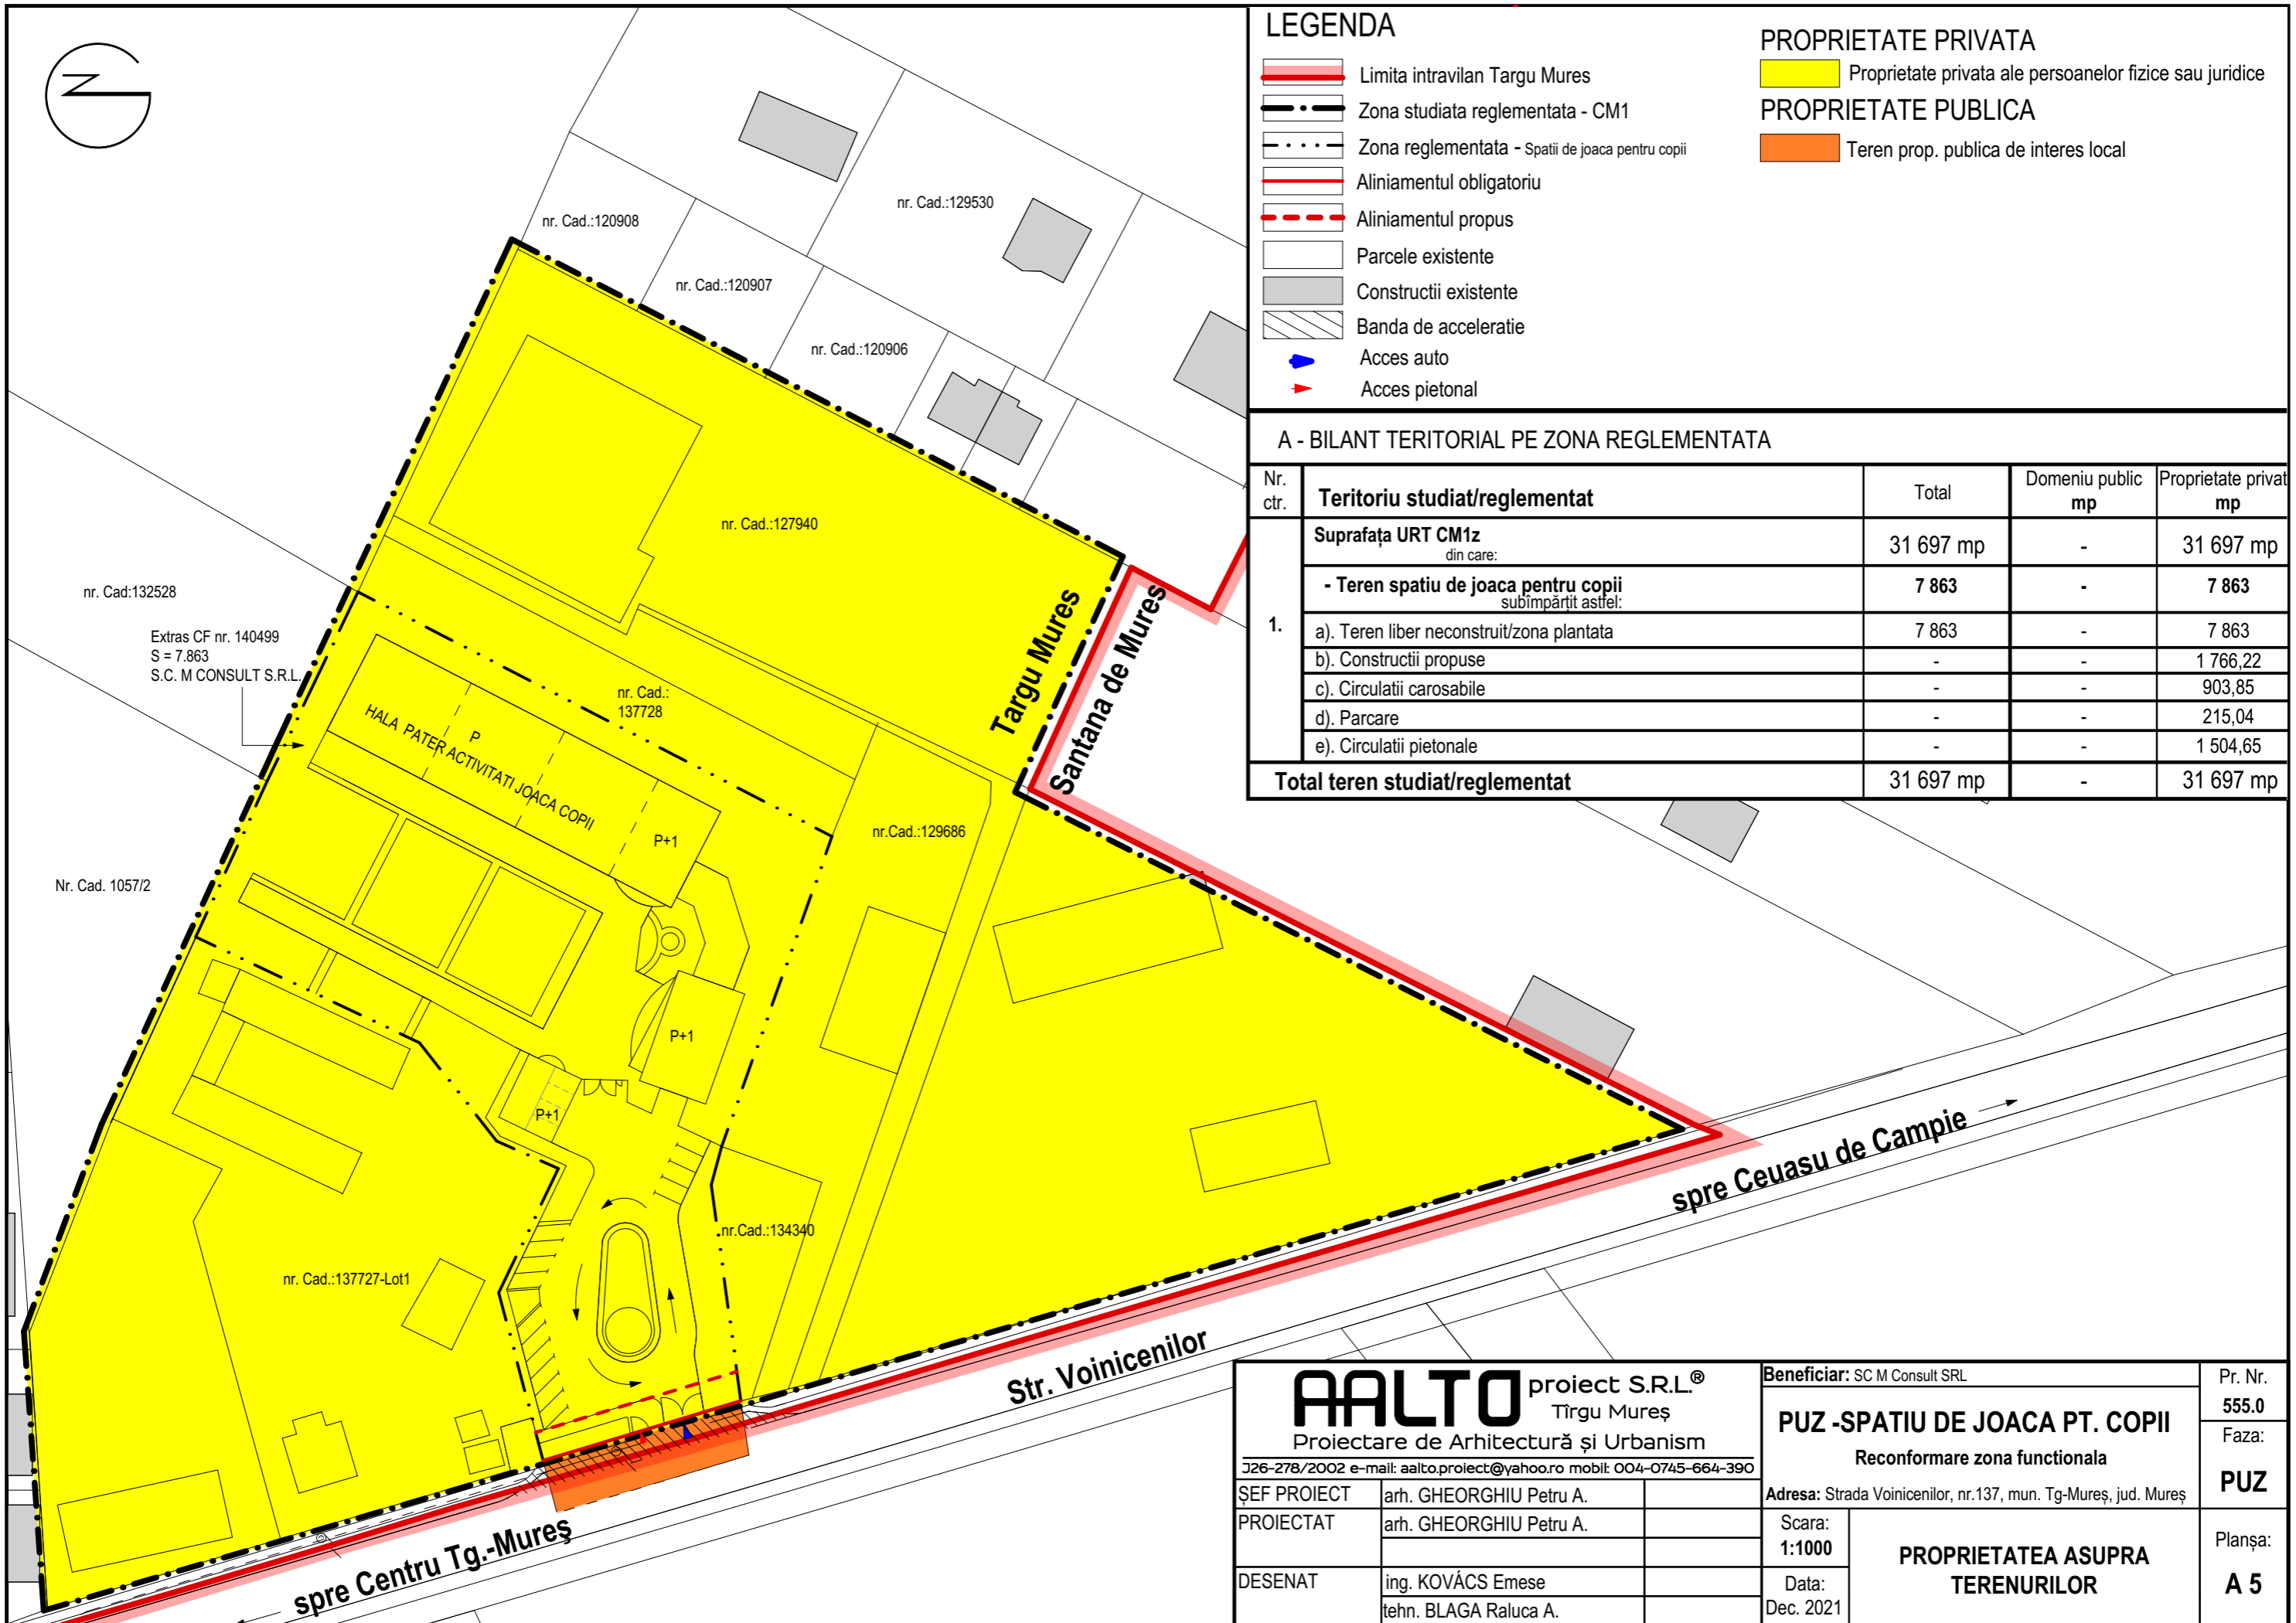 LEGENDA
Limita intravilan Targu Mures
Zona studiata reglementata - CM1
Zona reglementata - Spatii de joaca pentru copii
Aliniamentul obligatoriu
Aliniamentul propus
Parcele existente
Constructii existente
Banda de acceleratie
Acces auto
Acces pietonal
PROPRIETATE PRIVATA
Proprietate privata ale persoanelor fizice sau juridice
PROPRIETATE PUBLICA
Teren prop. publica de interes local
A - BILANT TERITORIAL PE ZONA REGLEMENTATA
Nr. ctr. Teritoriu studiat/reglementat Total Domeniu public mp Proprietate privat mp
1.
Suprafața URT CM1z 31 697 mp - 31 697 mp
din care:
- Teren spatiu de joaca pentru copii 7 863 - 7 863
subîmpărțit astfel:
a). Teren liber neconstruit/zona plantata 7 863 - 7 863
b). Constructii propuse - - 1 766,22
c). Circulatii carosabile - - 903,85
d). Parcare - - 215,04
e). Circulatii pietonale - - 1 504,65
Total teren studiat/reglementat 31 697 mp - 31 697 mp
nr. Cad.:129530
nr. Cad.:120908
nr. Cad.:120907
nr. Cad.:120906
nr. Cad.:127940
nr. Cad:132528
Extras CF nr. 140499
S = 7.863
S.C. M CONSULT S.R.L.
nr. Cad.:
137728
Targu Mures
Santana de Mures
P
HALA PATER ACTIVITATI JOACA COPII
P+1
nr.Cad.:129686
Nr. Cad. 1057/2
P+1
P+1
nr.Cad.:134340
nr. Cad.:137727-Lot1
spre Ceuasu de Campie
Str. Voinicenilor
spre Centru Tg.-Mureş
AALTO proiect S.R.L.®
Tîrgu Mureș
Proiectare de Arhitectură și Urbanism
J26-278/2002 e-mail: aalto.proiect@yahoo.ro mobil: 004-0745-664-390
ȘEF PROIECT arh. GHEORGHIU Petru A.
PROIECTAT arh. GHEORGHIU Petru A.
DESENAT ing. KOVÁCS Emese
tehn. BLAGA Raluca A.
Beneficiar: SC M Consult SRL
PUZ -SPATIU DE JOACA PT. COPII
Reconformare zona functionala
Adresa: Strada Voinicenilor, nr.137, mun. Tg-Mureș, jud. Mureș
Scara:
1:1000
Data:
Dec. 2021
PROPRIETATEA ASUPRA
TERENURILOR
Pr. Nr.
555.0
Faza:
PUZ
Planșa:
A 5